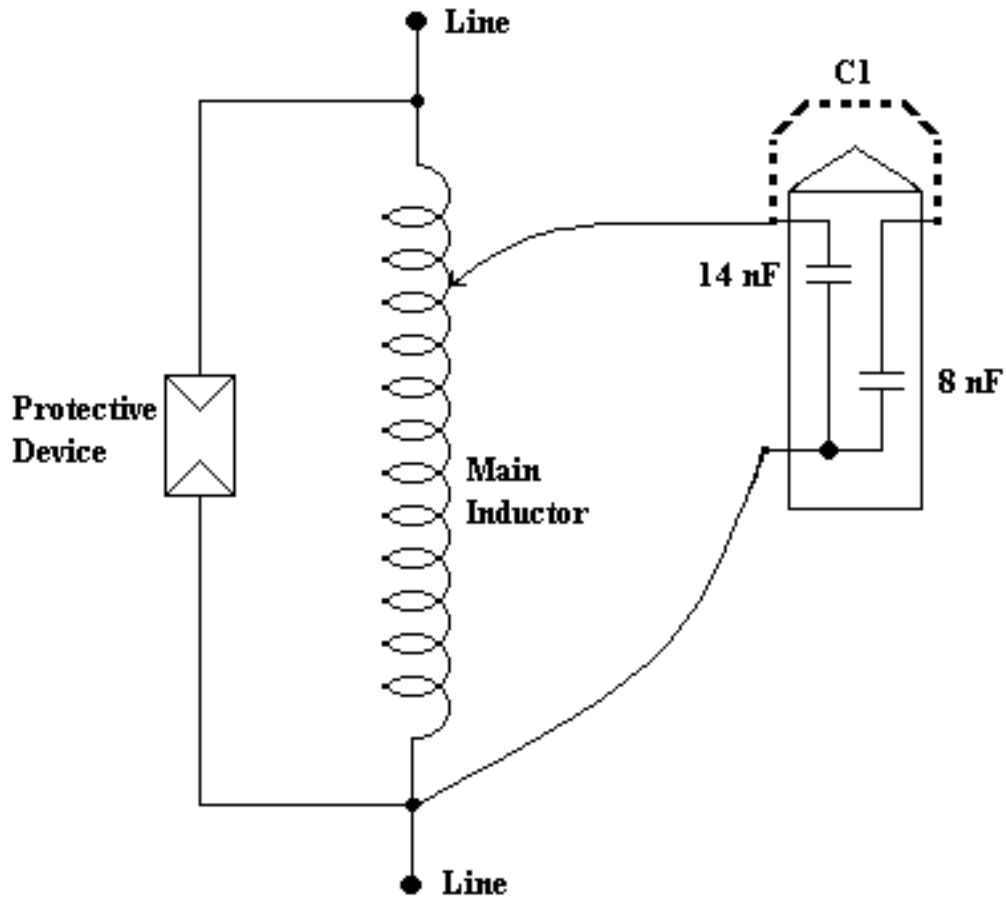 Line
C1
14 nF
8 nF
Protective
Device
Main
Inductor
Line